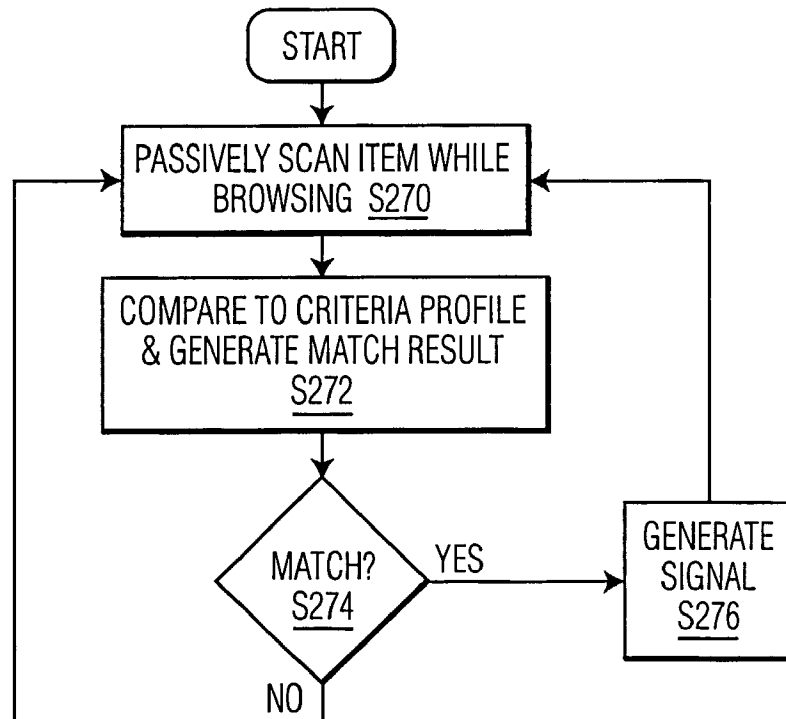 START
PASSIVELY SCAN ITEM WHILE
BROWSING S270
COMPARE TO CRITERIA PROFILE
& GENERATE MATCH RESULT
S272
MATCH?
S274
YES
GENERATE
SIGNAL
S276
NO